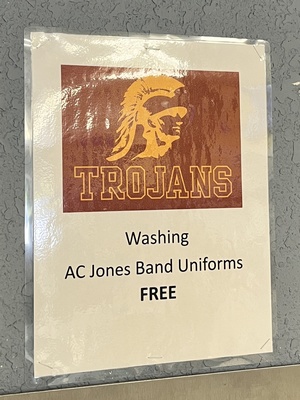 TROJANS
Washing
AC Jones Band Uniforms
FREE